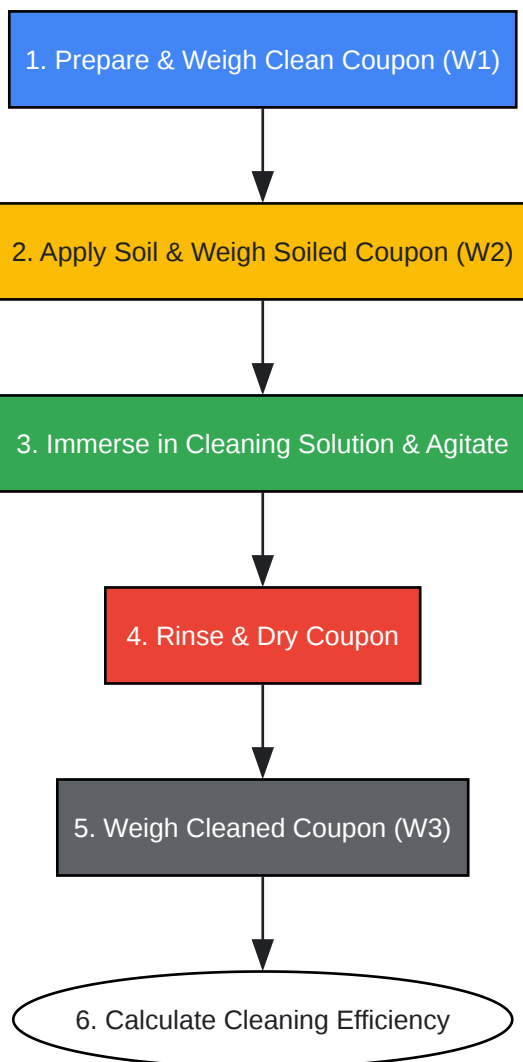 1. Prepare & Weigh Clean Coupon (W1)
2. Apply Soil & Weigh Soiled Coupon (W2)
3. Immerse in Cleaning Solution & Agitate
4. Rinse & Dry Coupon
5. Weigh Cleaned Coupon (W3)
6. Calculate Cleaning Efficiency